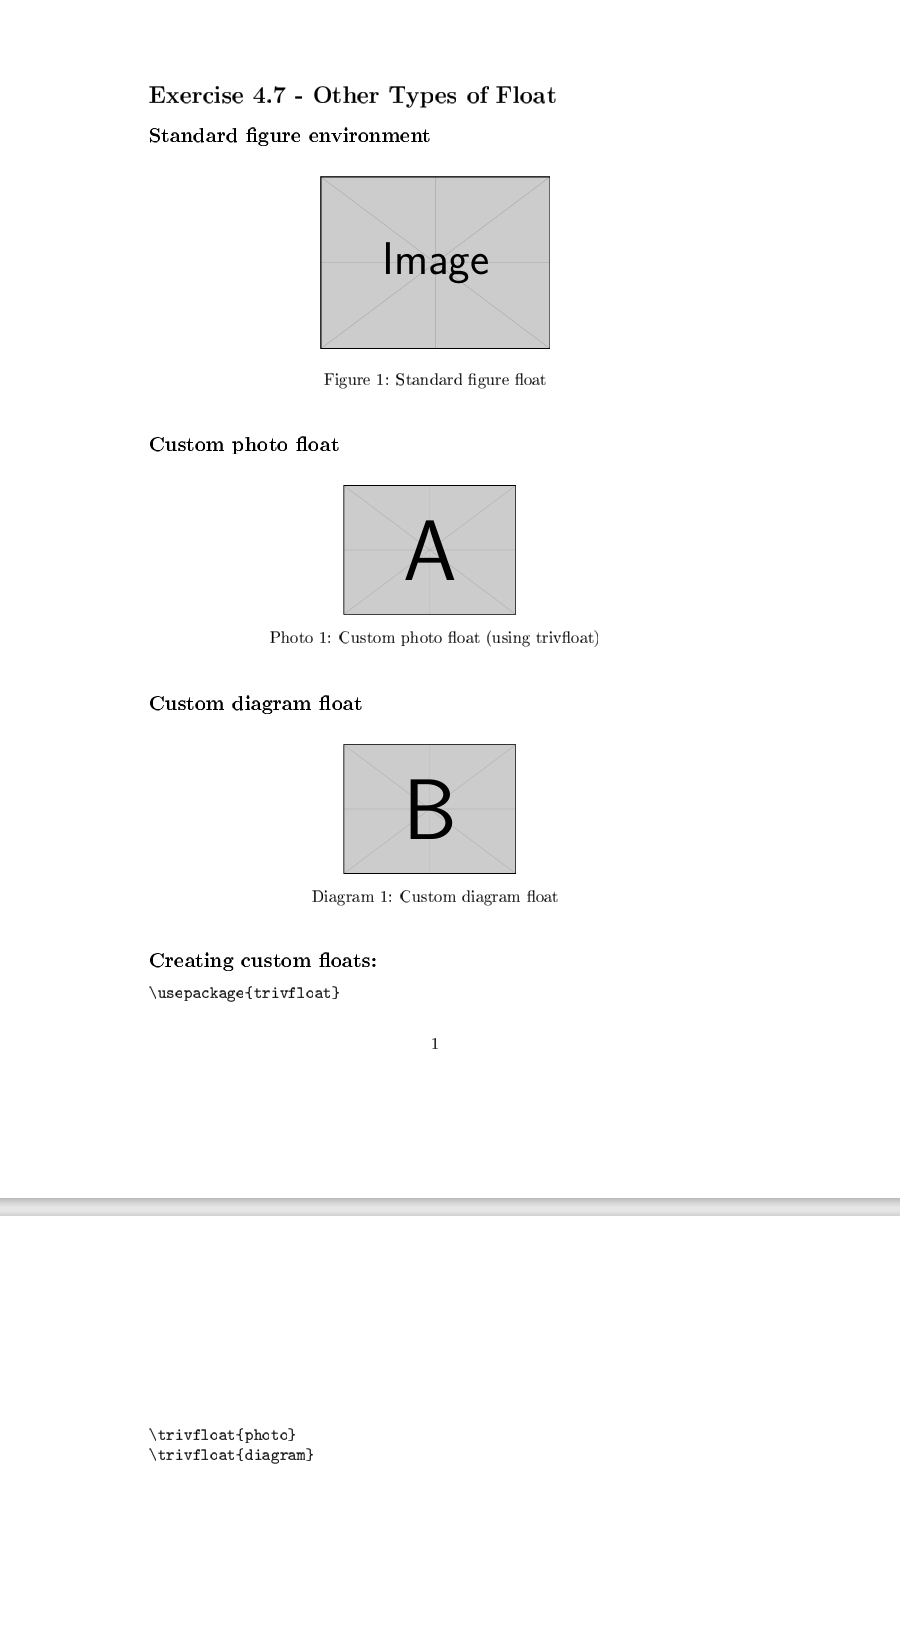 Exercise 4.7 - Other Types of Float
Standard figure environment
Image
Figure 1: Standard figure float
Custom photo float
A
Photo 1: Custom photo float (using trivfloat)
Custom diagram float
B
Diagram 1: Custom diagram float
Creating custom floats:
\usepackage{trivfloat}
1
\trivfloat{photo}
\trivfloat{diagram}